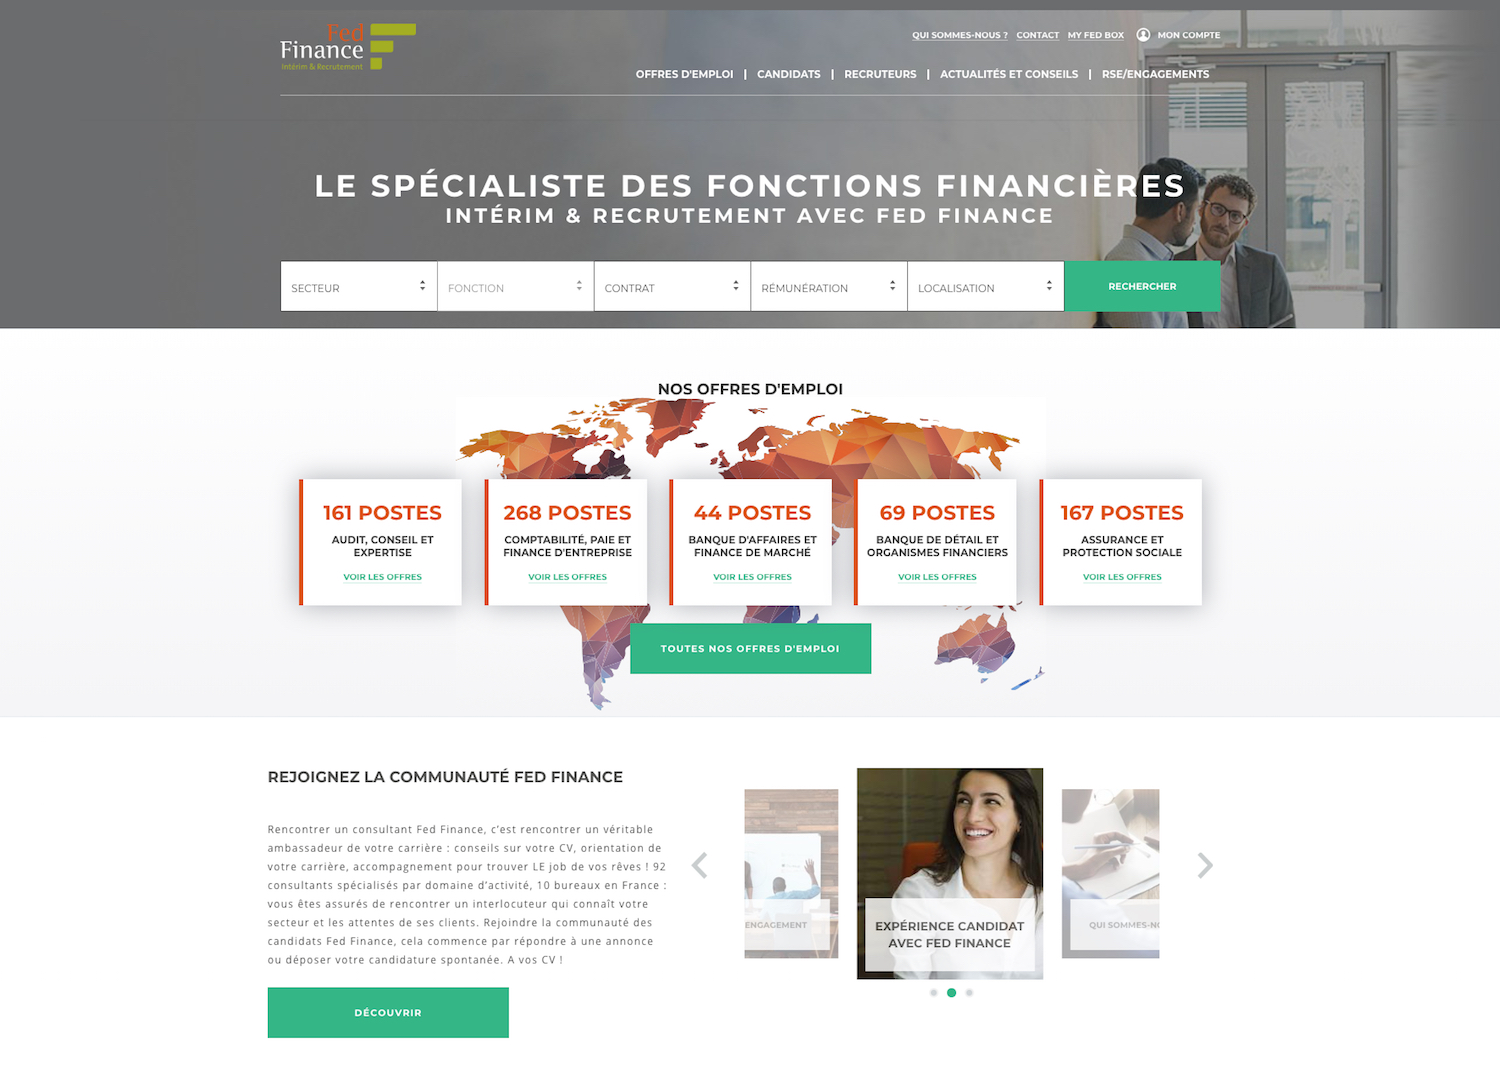 Fed
Finance
Intérim & Recrutement
QUI SOMMES-NOUS ? CONTACT MY FED BOX MON COMPTE
OFFRES D'EMPLOI | CANDIDATS | RECRUTEURS | ACTUALITÉS ET CONSEILS | RSE/ENGAGEMENTS
LE SPÉCIALISTE DES FONCTIONS FINANCIÈRES
INTÉRIM & RECRUTEMENT AVEC FED FINANCE
SECTEUR FONCTION CONTRAT RÉMUNÉRATION LOCALISATION RECHERCHER
NOS OFFRES D'EMPLOI
161 POSTES
AUDIT, CONSEIL ET
EXPERTISE
VOIR LES OFFRES
268 POSTES
COMPTABILITÉ, PAIE ET
FINANCE D'ENTREPRISE
VOIR LES OFFRES
44 POSTES
BANQUE D'AFFAIRES ET
FINANCE DE MARCHÉ
VOIR LES OFFRES
69 POSTES
BANQUE DE DÉTAIL ET
ORGANISMES FINANCIERS
VOIR LES OFFRES
167 POSTES
ASSURANCE ET
PROTECTION SOCIALE
VOIR LES OFFRES
TOUTES NOS OFFRES D'EMPLOI
REJOIGNEZ LA COMMUNAUTÉ FED FINANCE
Rencontrer un consultant Fed Finance, c'est rencontrer un véritable
ambassadeur de votre carrière : conseils sur votre CV, orientation de
votre carrière, accompagnement pour trouver LE job de vos rêves ! 92
consultants spécialisés par domaine d'activité, 10 bureaux en France :
vous êtes assurés de rencontrer un interlocuteur qui connaît votre
secteur et les attentes de ses clients. Rejoindre la communauté des
candidats Fed Finance, cela commence par répondre à une annonce
ou déposer votre candidature spontanée. A vos CV !
DÉCOUVRIR
ENGAGEMENT
EXPÉRIENCE CANDIDAT
AVEC FED FINANCE
QUI SOMMES-NO